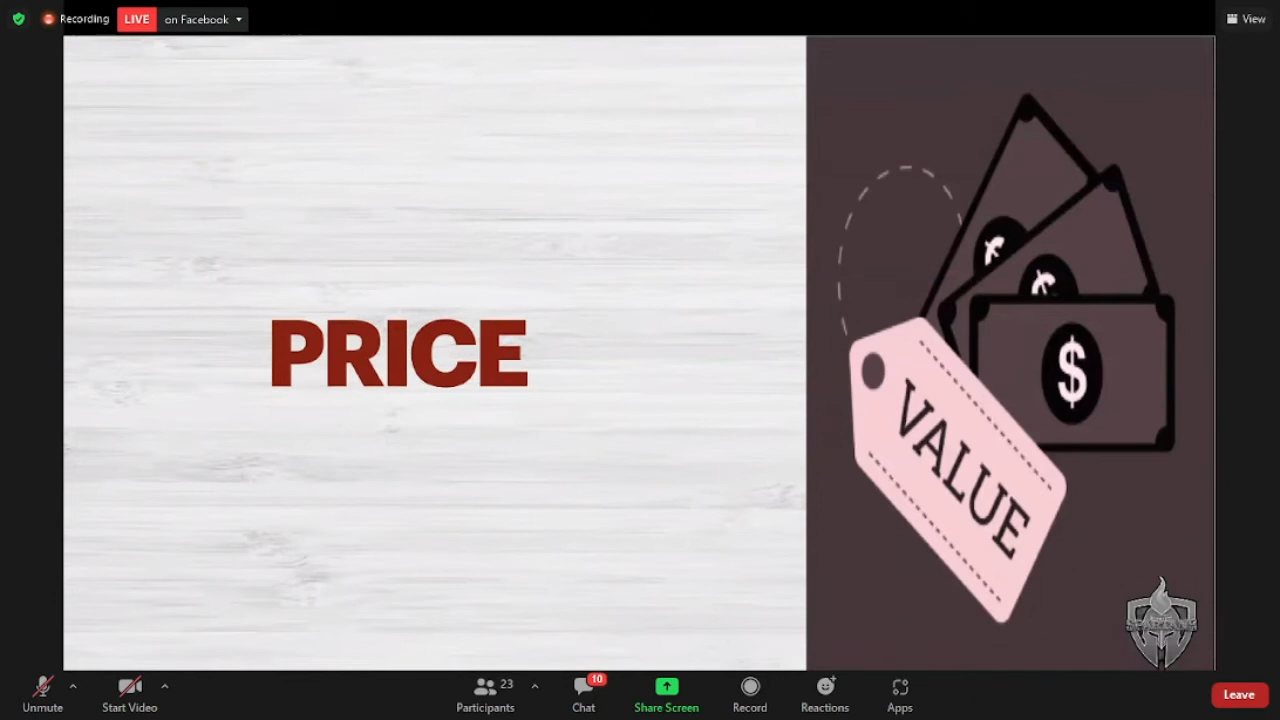 Recording
LIVE on Facebook
View
PRICE
$
VALUE
SPARTANS
Unmute
Start Video
23
Participants
10
Chat
Share Screen
Record
Reactions
Apps
Leave